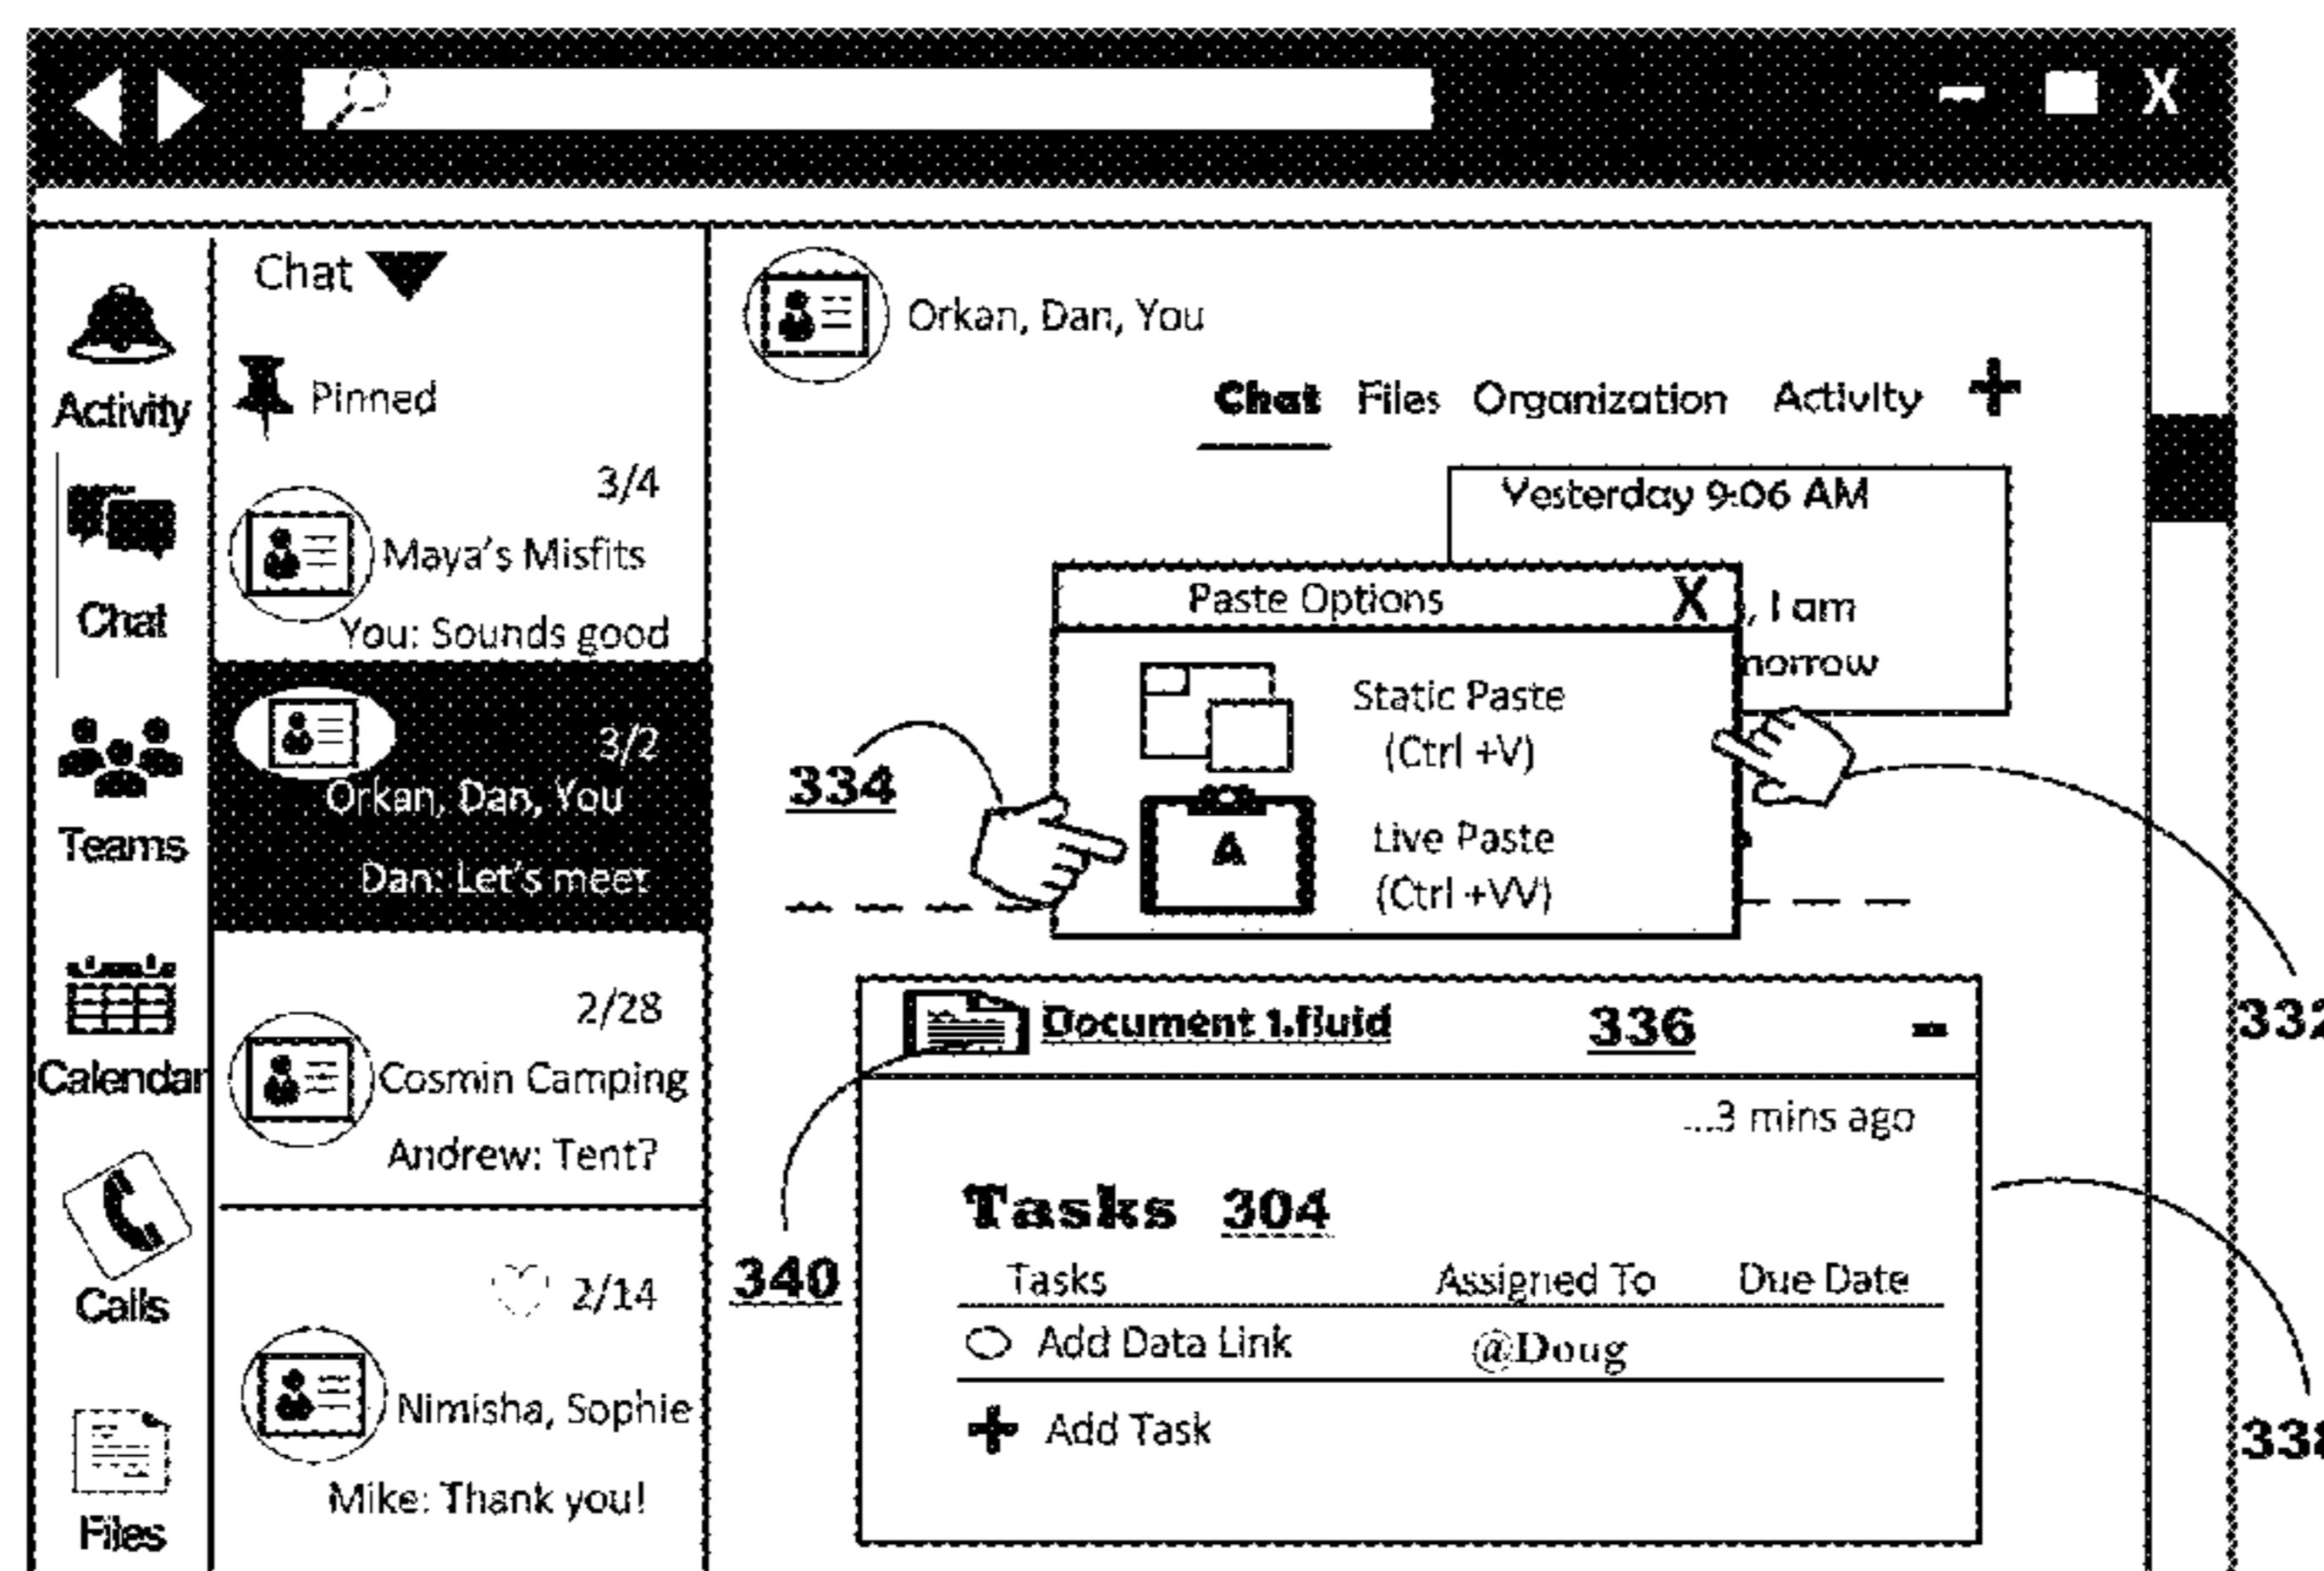 X
Activity
Chat
Teams
Calendar
Calls
Files
Chat
Pinned
3/4
Maya's Misfits
You: Sounds good
3/2
Orkan, Dan, You
Dan: Let's meet
2/28
Cosmin Camping
Andrew: Tent?
2/14
Nimisha, Sophie
Mike: Thank you!
Orkan, Dan, You
Chat Files Organization Activity
Yesterday 9:06 AM
, I am
morrow
Paste Options X
Static Paste
(Ctrl +V)
Live Paste
(Ctrl +VV)
A
334
332
Document 1.fluid 336
...3 mins ago
Tasks 304
340
Tasks Assigned To Due Date
Add Data Link @Doug
Add Task
338